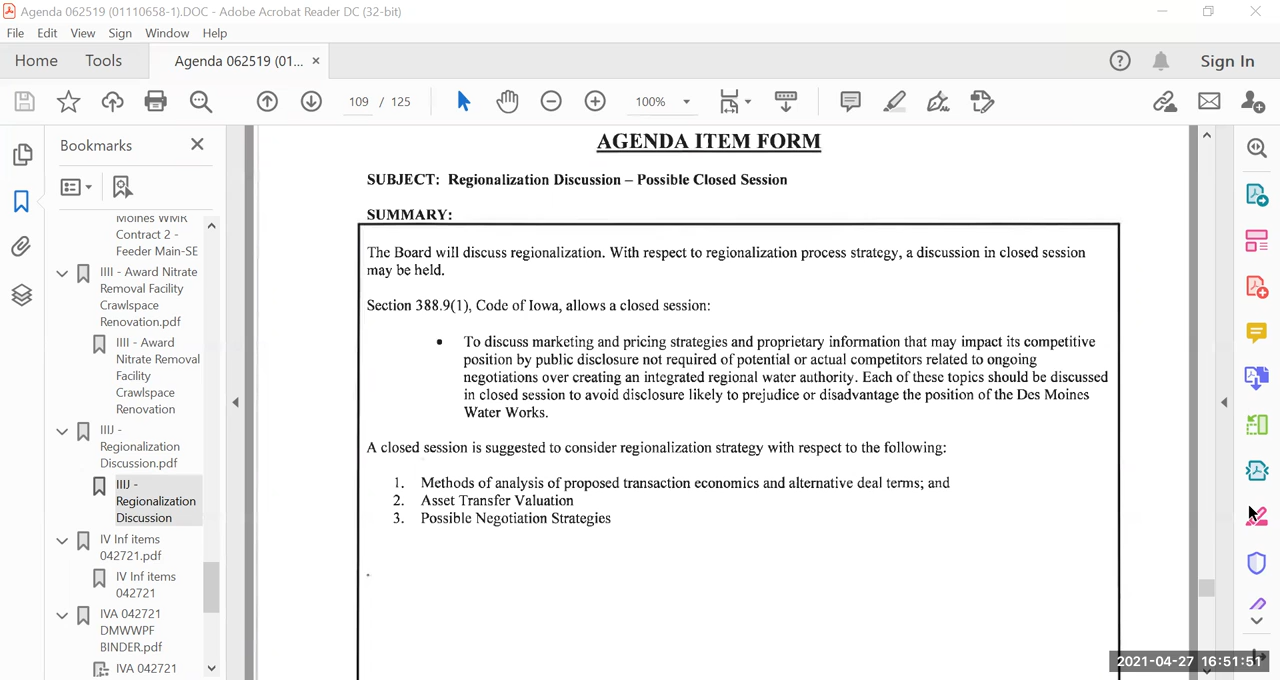 Agenda 062519 (01110658-1).DOC - Adobe Acrobat Reader DC (32-bit)
File Edit View Sign Window Help
Home Tools Agenda 062519 (01... × Sign In
109 / 125 100%
Bookmarks
Moines WMR
Contract 2 -
Feeder Main-SE
IIII - Award Nitrate
Removal Facility
Crawlspace
Renovation.pdf
IIII - Award
Nitrate Removal
Facility
Crawlspace
Renovation
IIIJ -
Regionalization
Discussion.pdf
IIIJ -
Regionalization
Discussion
IV Inf items
042721.pdf
IV Inf items
042721
IVA 042721
DMWWPF
BINDER.pdf
IVA 042721
AGENDA ITEM FORM
SUBJECT: Regionalization Discussion – Possible Closed Session
SUMMARY:
The Board will discuss regionalization. With respect to regionalization process strategy, a discussion in closed session
may be held.
Section 388.9(1), Code of Iowa, allows a closed session:
• To discuss marketing and pricing strategies and proprietary information that may impact its competitive
position by public disclosure not required of potential or actual competitors related to ongoing
negotiations over creating an integrated regional water authority. Each of these topics should be discussed
in closed session to avoid disclosure likely to prejudice or disadvantage the position of the Des Moines
Water Works.
A closed session is suggested to consider regionalization strategy with respect to the following:
1. Methods of analysis of proposed transaction economics and alternative deal terms; and
2. Asset Transfer Valuation
3. Possible Negotiation Strategies
2021-04-27 16:51:51